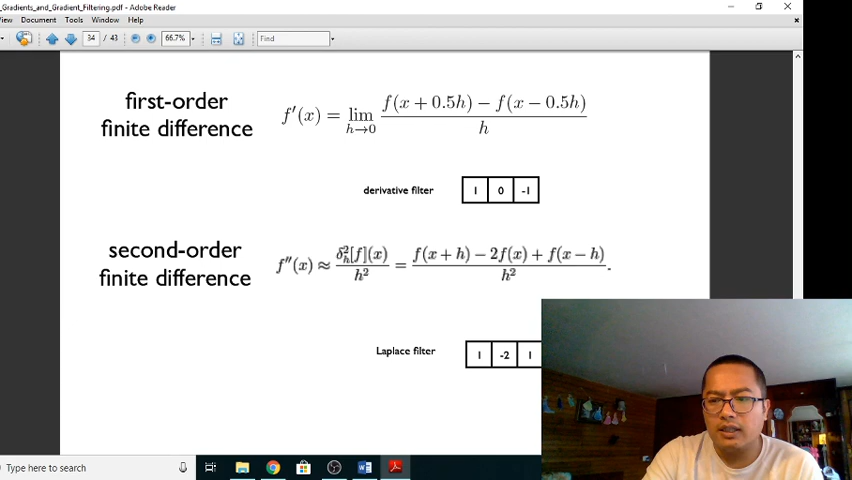 _Gradients_and_Gradient_Filtering.pdf - Adobe Reader
View Document Tools Window Help
34 / 43 66.7% Find
first-order
finite difference
f′(x) = lim h→0 f(x + 0.5h) − f(x − 0.5h) / h
derivative filter 1 0 -1
second-order
finite difference
f″(x) ≈ δ²h[f](x) / h² = f(x + h) − 2f(x) + f(x − h) / h².
Laplace filter 1 -2 1
Type here to search